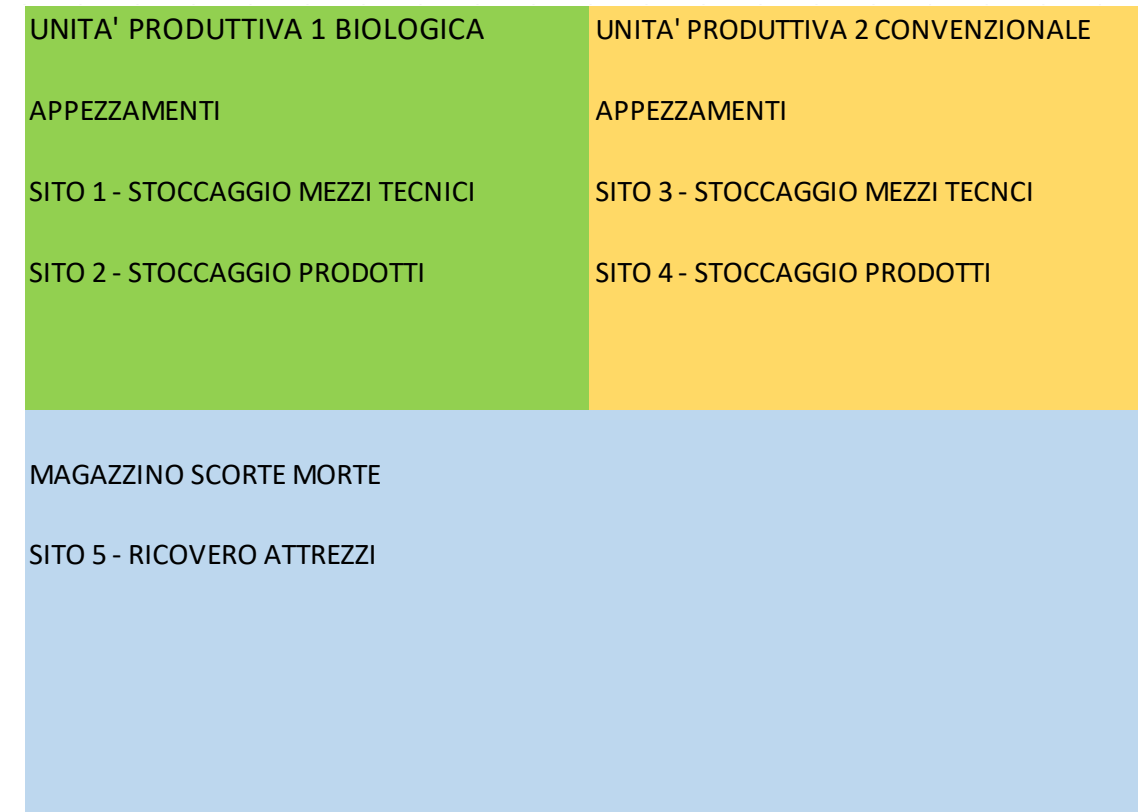 UNITA' PRODUTTIVA 1 BIOLOGICA
APPEZZAMENTI
SITO 1 - STOCCAGGIO MEZZI TECNICI
SITO 2 - STOCCAGGIO PRODOTTI
UNITA' PRODUTTIVA 2 CONVENZIONALE
APPEZZAMENTI
SITO 3 - STOCCAGGIO MEZZI TECNCI
SITO 4 - STOCCAGGIO PRODOTTI
MAGAZZINO SCORTE MORTE
SITO 5 - RICOVERO ATTREZZI